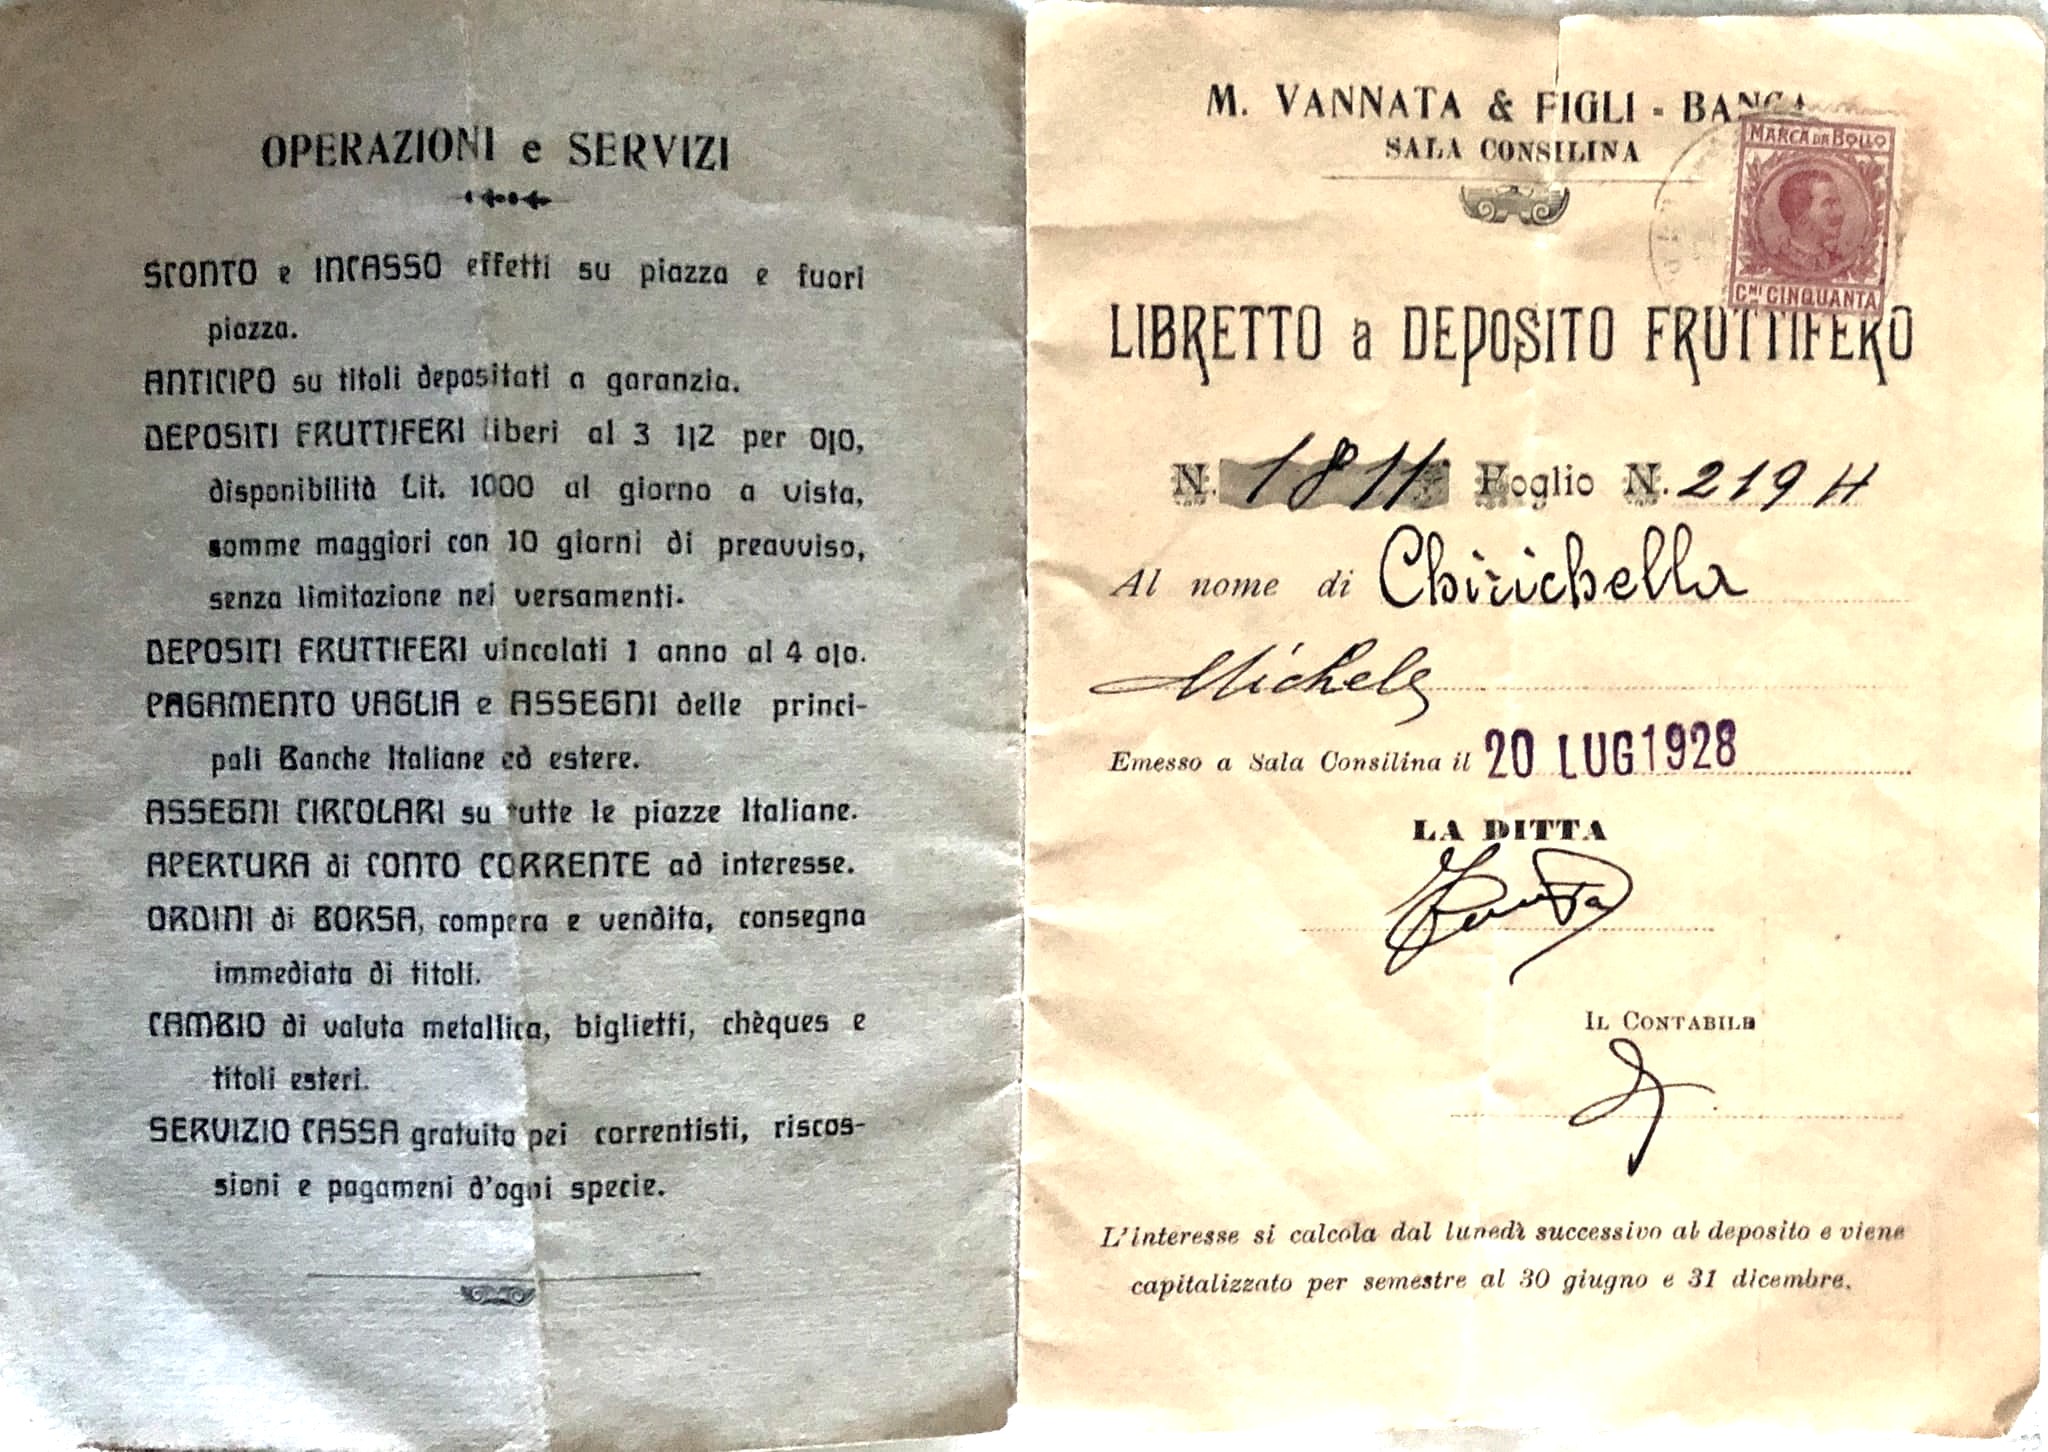 OPERAZIONI e SERVIZI
SCONTO e INCASSO effetti su piazza e fuori
piazza.
ANTICIPO su titoli depositati a garanzia.
DEPOSITI FRUTTIFERI liberi al 3 1|2 per 0|0,
disponibilità Lit. 1000 al giorno a vista,
somme maggiori con 10 giorni di preavviso,
senza limitazione nei versamenti.
DEPOSITI FRUTTIFERI vincolati 1 anno al 4 o|o.
PAGAMENTO VAGLIA e ASSEGNI delle princi-
pali Banche Italiane ed estere.
ASSEGNI CIRCOLARI su tutte le piazze Italiane.
APERTURA di CONTO CORRENTE ad interesse.
ORDINI di BORSA, compera e vendita, consegna
immediata di titoli.
CAMBIO di valuta metallica, biglietti, chèques e
titoli esteri.
SERVIZIO CASSA gratuito pei correntisti, riscos-
sioni e pagameni d'ogni specie.
M. VANNATA & FIGLI - BANCA
SALA CONSILINA
MARCA DA BOLLO
CMI CINQUANTA
LIBRETTO a DEPOSITO FRUTTIFERO
N. 1811 Foglio N. 219
Al nome di Chirichella
Michele
Emesso a Sala Consilina il 20 LUG 1928
LA DITTA
IL CONTABILE
L'interesse si calcola dal lunedì successivo al deposito e viene
capitalizzato per semestre al 30 giugno e 31 dicembre.